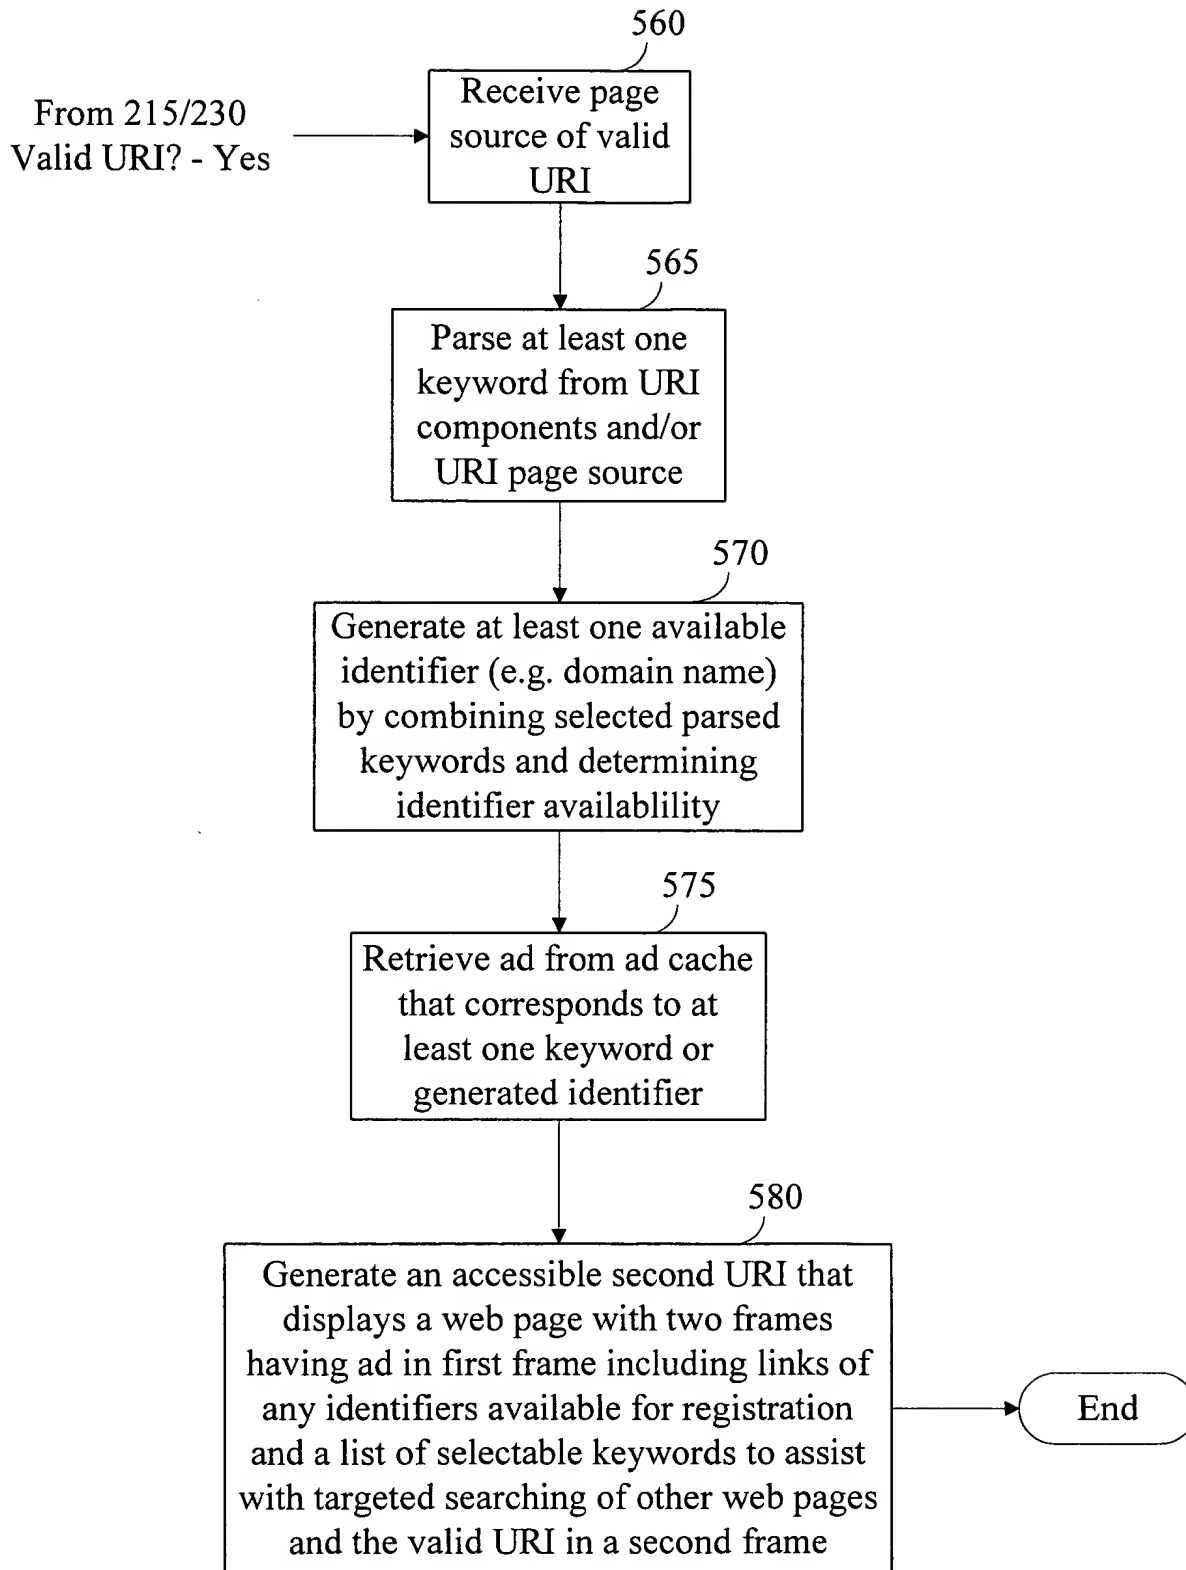 560
From 215/230
Valid URI? - Yes
Receive page
source of valid
URI
565
Parse at least one
keyword from URI
components and/or
URI page source
570
Generate at least one available
identifier (e.g. domain name)
by combining selected parsed
keywords and determining
identifier availablility
575
Retrieve ad from ad cache
that corresponds to at
least one keyword or
generated identifier
580
Generate an accessible second URI that
displays a web page with two frames
having ad in first frame including links of
any identifiers available for registration
and a list of selectable keywords to assist
with targeted searching of other web pages
and the valid URI in a second frame
End